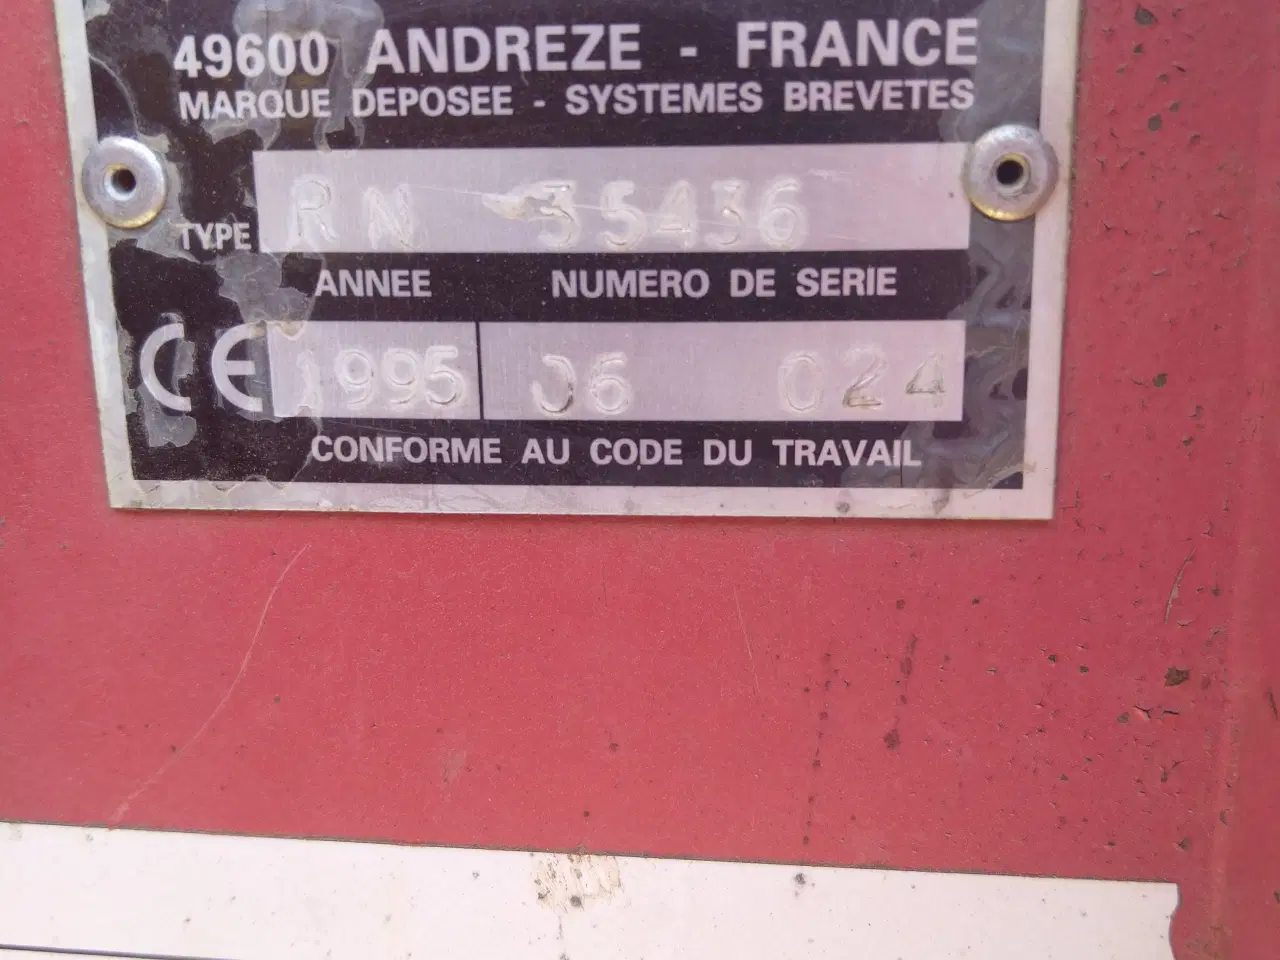 49600 ANDREZE - FRANCE
MARQUE DEPOSEE - SYSTEMES BREVETES
TYPE RN 35436
ANNEE NUMERO DE SERIE
CE 1995 06 024
CONFORME AU CODE DU TRAVAIL